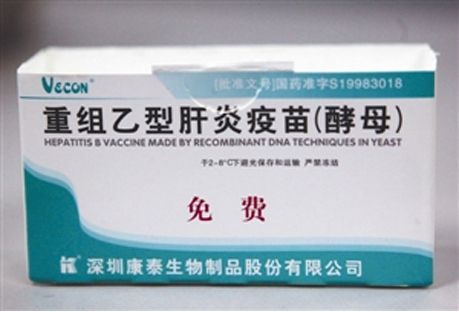 VECON®
[批准文号]国药准字S19983018
重组乙型肝炎疫苗(酵母)
HEPATITIS B VACCINE MADE BY RECOMBINANT DNA TECHNIQUES IN YEAST
于2-8°C下避光保存和运输 严禁冻结
免 费
深圳康泰生物制品股份有限公司